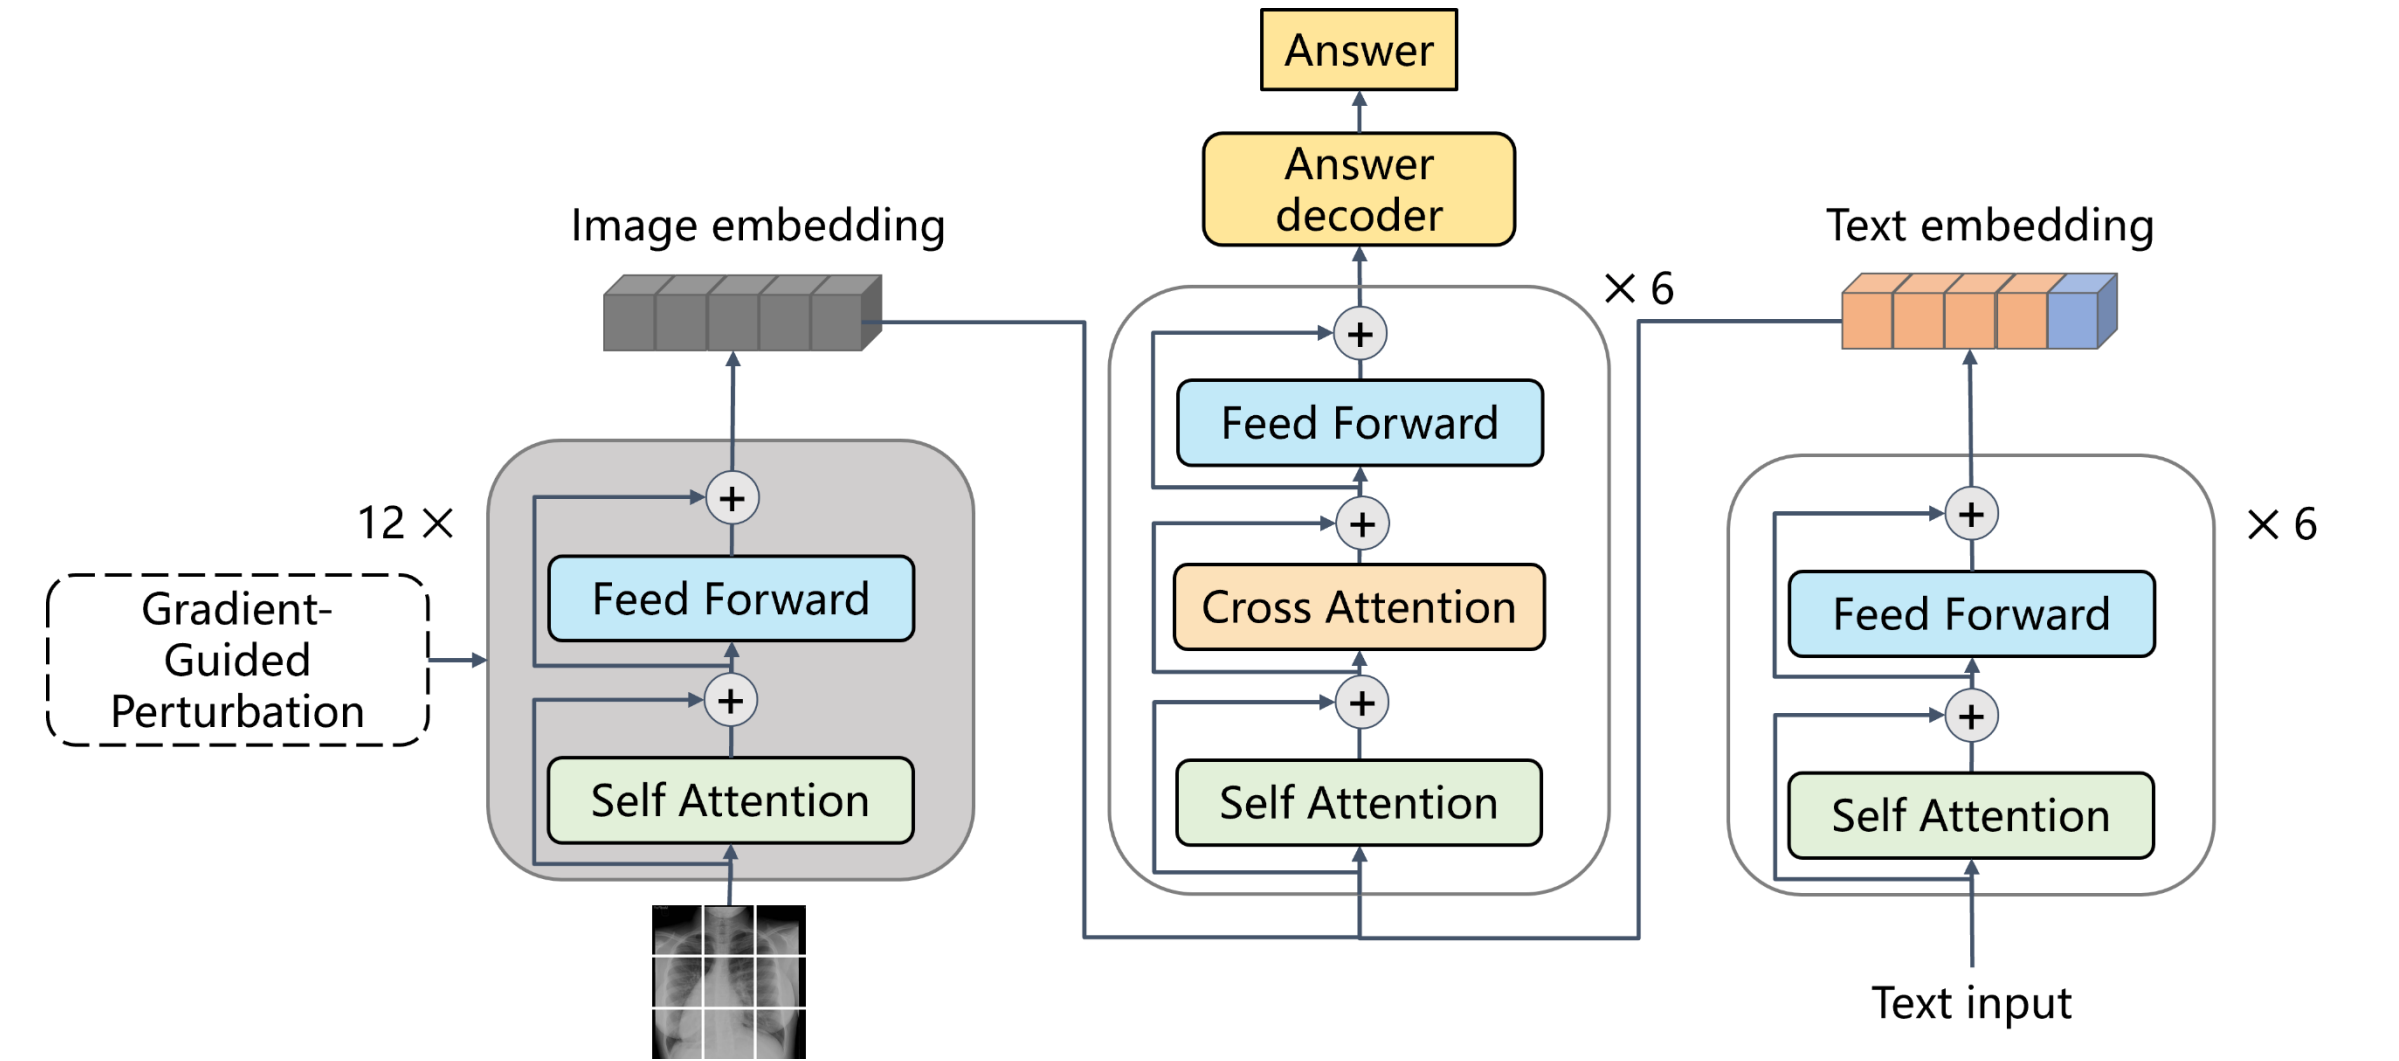 Answer
Answer
decoder
Image embedding
Text embedding
× 6
+
Feed Forward
+
Cross Attention
+
Self Attention
12 ×
+
Feed Forward
+
Self Attention
Gradient-
Guided
Perturbation
× 6
+
Feed Forward
+
Self Attention
Text input